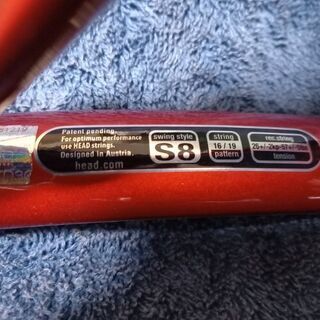 Patent pending.
For optimum performance
use HEAD strings.
Designed in Austria.
head.com
swing style
S8
string
16 / 19
pattern
rec. string
tension